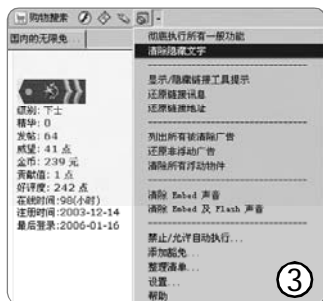 购物搜索
国内的无限免
级别: 下士
精华: 0
发帖: 64
威望: 41 点
金币: 239 元
贡献值: 1 点
好评度: 242 点
在线时间:98(小时)
注册时间:2003-12-14
最后登录:2006-01-16
彻底执行所有一般功能
清除隐藏文字
显示/隐藏链接工具提示
还原链接讯息
还原链接地址
列出所有被清除广告
还原非浮动广告
清除所有浮动物件
清除 Embed 声音
清除 Embed 及 Flash 声音
禁止/允许自动执行...
添加豁免...
整理清单...
设置...
帮助
③